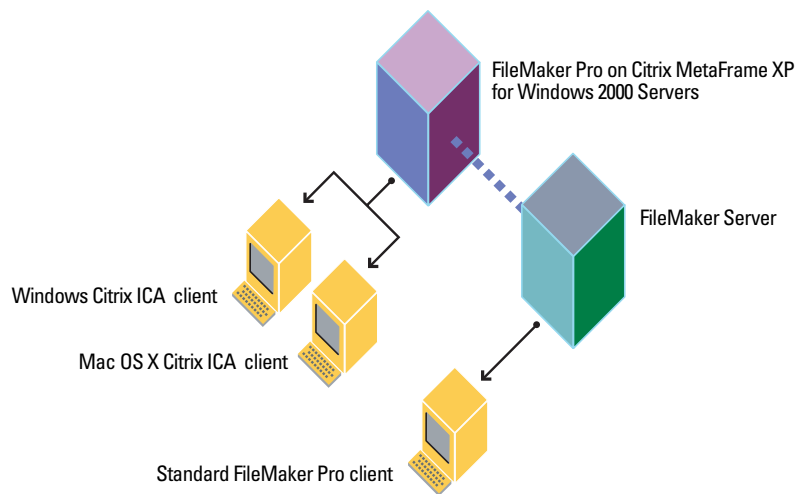 FileMaker Pro on Citrix MetaFrame XP
for Windows 2000 Servers
FileMaker Server
Windows Citrix ICA client
Mac OS X Citrix ICA client
Standard FileMaker Pro client